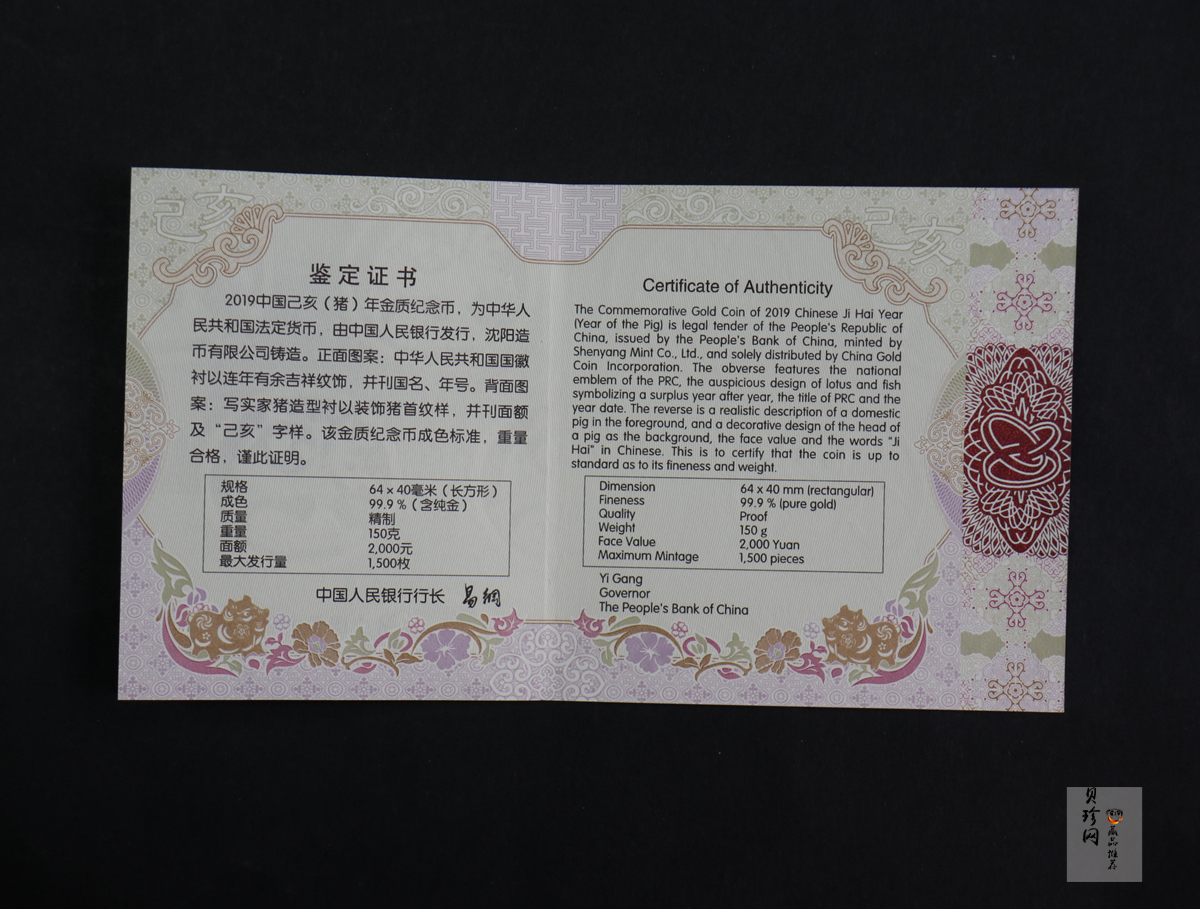 己亥
鉴定证书
2019中国己亥（猪）年金质纪念币，为中华人
民共和国法定货币，由中国人民银行发行，沈阳造
币有限公司铸造。正面图案：中华人民共和国国徽
衬以连年有余吉祥纹饰，并刊国名、年号。背面图
案：写实家猪造型衬以装饰猪首纹样，并刊面额
及“己亥”字样。该金质纪念币成色标准，重量
合格，谨此证明。
规格 64×40毫米（长方形）
成色 99.9％（含纯金）
质量 精制
重量 150克
面额 2,000元
最大发行量 1,500枚
中国人民银行行长 易纲
己亥
Certificate of Authenticity
The Commemorative Gold Coin of 2019 Chinese Ji Hai Year
(Year of the Pig) is legal tender of the People's Republic of
China, issued by the People's Bank of China, minted by
Shenyang Mint Co., Ltd., and solely distributed by China Gold
Coin Incorporation. The obverse features the national
emblem of the PRC, the auspicious design of lotus and fish
symbolizing a surplus year after year, the title of PRC and the
year date. The reverse is a realistic description of a domestic
pig in the foreground, and a decorative design of the head of
a pig as the background, the face value and the words "Ji
Hai" in Chinese. This is to certify that the coin is up to
standard as to its fineness and weight.
Dimension 64 x 40 mm (rectangular)
Fineness 99.9 % (pure gold)
Quality Proof
Weight 150 g
Face Value 2,000 Yuan
Maximum Mintage 1,500 pieces
Yi Gang
Governor
The People's Bank of China
贝珍网
藏品推荐